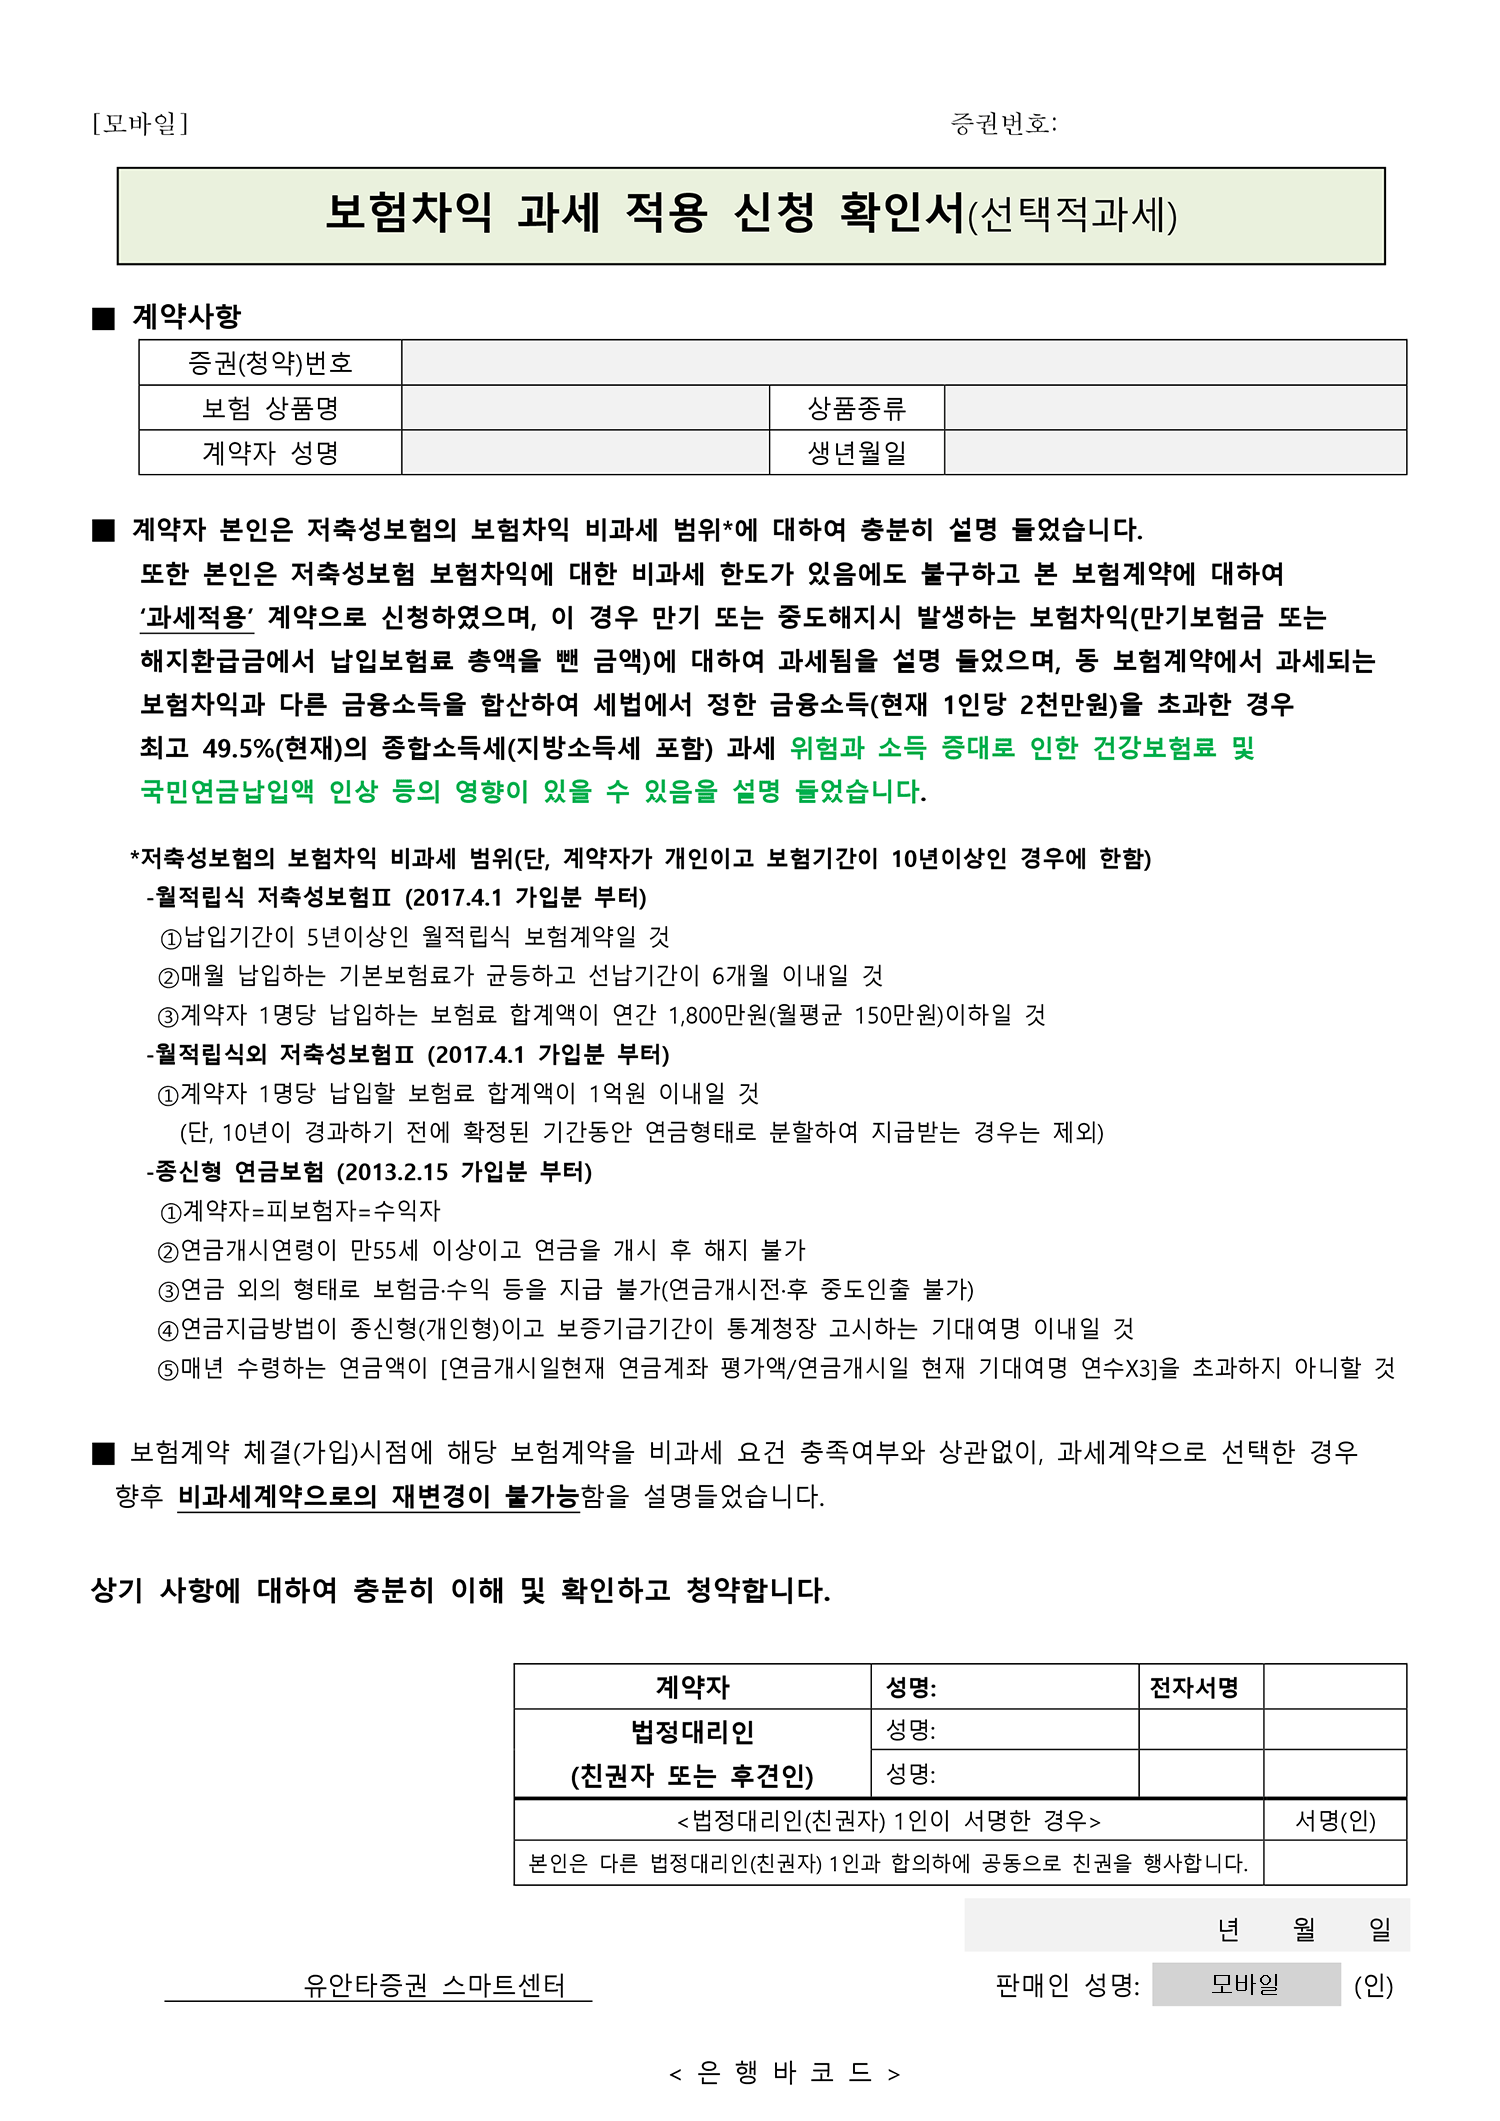 [모바일] 증권번호:
보험차익 과세 적용 신청 확인서(선택적과세)
■ 계약사항
증권(청약)번호
보험 상품명 상품종류
계약자 성명 생년월일
■ 계약자 본인은 저축성보험의 보험차익 비과세 범위*에 대하여 충분히 설명 들었습니다.
또한 본인은 저축성보험 보험차익에 대한 비과세 한도가 있음에도 불구하고 본 보험계약에 대하여
‘과세적용’ 계약으로 신청하였으며, 이 경우 만기 또는 중도해지시 발생하는 보험차익(만기보험금 또는
해지환급금에서 납입보험료 총액을 뺀 금액)에 대하여 과세됨을 설명 들었으며, 동 보험계약에서 과세되는
보험차익과 다른 금융소득을 합산하여 세법에서 정한 금융소득(현재 1인당 2천만원)을 초과한 경우
최고 49.5%(현재)의 종합소득세(지방소득세 포함) 과세 위험과 소득 증대로 인한 건강보험료 및
국민연금납입액 인상 등의 영향이 있을 수 있음을 설명 들었습니다.
*저축성보험의 보험차익 비과세 범위(단, 계약자가 개인이고 보험기간이 10년이상인 경우에 한함)
-월적립식 저축성보험Ⅱ (2017.4.1 가입분 부터)
①납입기간이 5년이상인 월적립식 보험계약일 것
②매월 납입하는 기본보험료가 균등하고 선납기간이 6개월 이내일 것
③계약자 1명당 납입하는 보험료 합계액이 연간 1,800만원(월평균 150만원)이하일 것
-월적립식외 저축성보험Ⅱ (2017.4.1 가입분 부터)
①계약자 1명당 납입할 보험료 합계액이 1억원 이내일 것
(단, 10년이 경과하기 전에 확정된 기간동안 연금형태로 분할하여 지급받는 경우는 제외)
-종신형 연금보험 (2013.2.15 가입분 부터)
①계약자=피보험자=수익자
②연금개시연령이 만55세 이상이고 연금을 개시 후 해지 불가
③연금 외의 형태로 보험금·수익 등을 지급 불가(연금개시전·후 중도인출 불가)
④연금지급방법이 종신형(개인형)이고 보증기급기간이 통계청장 고시하는 기대여명 이내일 것
⑤매년 수령하는 연금액이 [연금개시일현재 연금계좌 평가액/연금개시일 현재 기대여명 연수X3]을 초과하지 아니할 것
■ 보험계약 체결(가입)시점에 해당 보험계약을 비과세 요건 충족여부와 상관없이, 과세계약으로 선택한 경우
향후 비과세계약으로의 재변경이 불가능함을 설명들었습니다.
상기 사항에 대하여 충분히 이해 및 확인하고 청약합니다.
계약자 성명: 전자서명
법정대리인 성명:
(친권자 또는 후견인) 성명:
<법정대리인(친권자) 1인이 서명한 경우> 서명(인)
본인은 다른 법정대리인(친권자) 1인과 합의하에 공동으로 친권을 행사합니다.
년 월 일
유안타증권 스마트센터 판매인 성명: 모바일 (인)
< 은 행 바 코 드 >